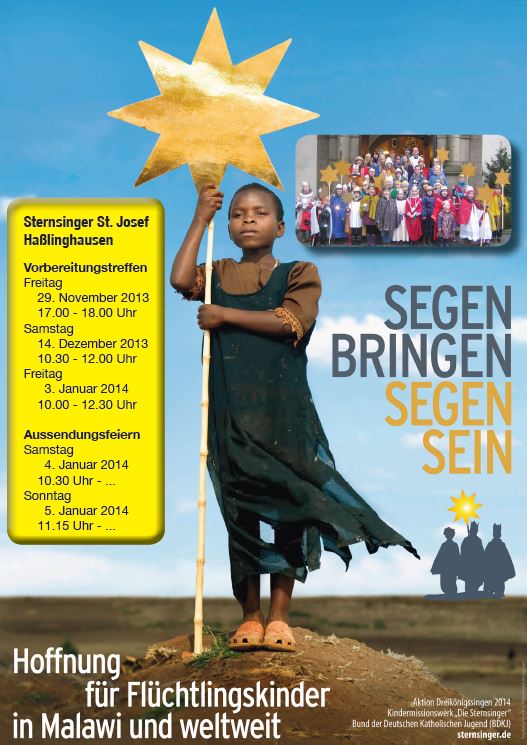 Sternsinger St. Josef
Haßlinghausen
Vorbereitungstreffen
Freitag
29. November 2013
17.00 - 18.00 Uhr
Samstag
14. Dezember 2013
10.30 - 12.00 Uhr
Freitag
3. Januar 2014
10.00 - 12.30 Uhr
Aussendungsfeiern
Samstag
4. Januar 2014
10.30 Uhr - ...
Sonntag
5. Januar 2014
11.15 Uhr - ...
SEGEN
BRINGEN
SEGEN
SEIN
Hoffnung
für Flüchtlingskinder
in Malawi und weltweit
Aktion Dreikönigssingen 2014
Kindermissionswerk „Die Sternsinger“
Bund der Deutschen Katholischen Jugend (BDKJ)
sternsinger.de